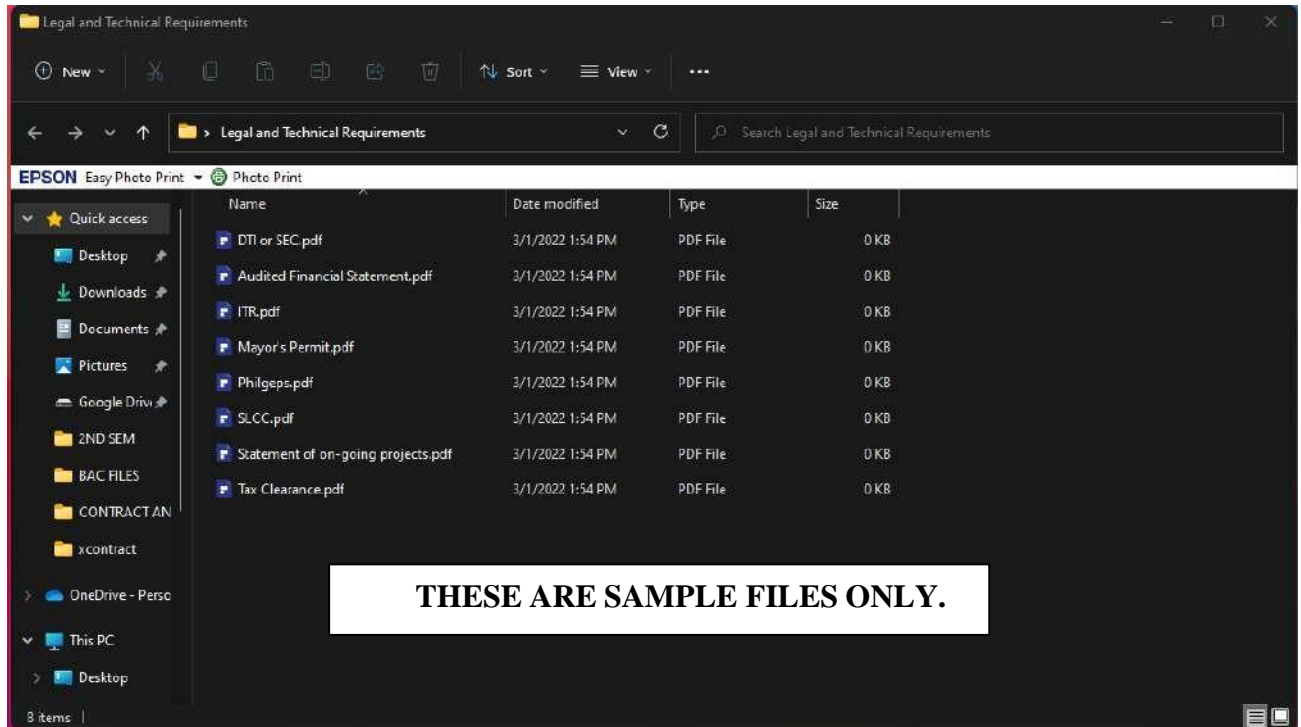 Legal and Technical Requirements
New Sort View ...
> Legal and Technical Requirements Search Legal and Technical Requirements
EPSON Easy Photo Print Photo Print
Name Date modified Type Size
Quick access
Desktop
Downloads
Documents
Pictures
Google Driv
2ND SEM
BAC FILES
CONTRACT AN
xcontract
OneDrive - Perso
This PC
Desktop
DTI or SEC.pdf 3/1/2022 1:54 PM PDF File 0 KB
Audited Financial Statement.pdf 3/1/2022 1:54 PM PDF File 0 KB
ITR.pdf 3/1/2022 1:54 PM PDF File 0 KB
Mayor's Permit.pdf 3/1/2022 1:54 PM PDF File 0 KB
Philgeps.pdf 3/1/2022 1:54 PM PDF File 0 KB
SLCC.pdf 3/1/2022 1:54 PM PDF File 0 KB
Statement of on-going projects.pdf 3/1/2022 1:54 PM PDF File 0 KB
Tax Clearance.pdf 3/1/2022 1:54 PM PDF File 0 KB
THESE ARE SAMPLE FILES ONLY.
8 items